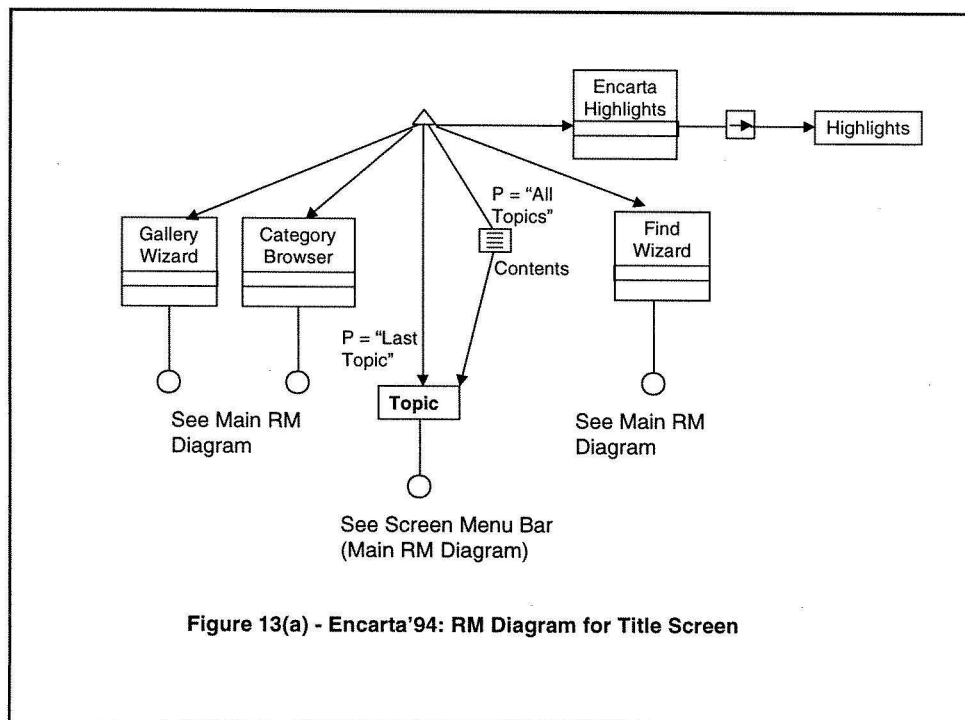 Encarta
Highlights
Highlights
P = "All
Topics"
Gallery
Wizard
Category
Browser
Find
Wizard
Contents
P = "Last
Topic"
Topic
See Main RM
Diagram
See Main RM
Diagram
See Screen Menu Bar
(Main RM Diagram)
Figure 13(a) - Encarta'94: RM Diagram for Title Screen